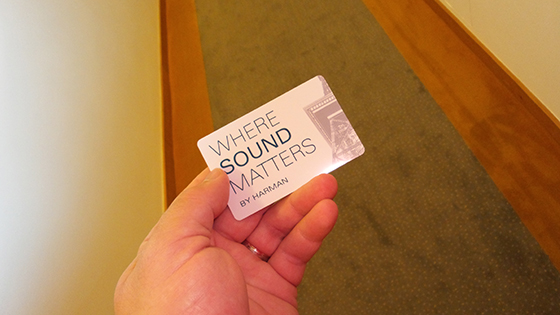 WHERE
SOUND
MATTERS
BY HARMAN